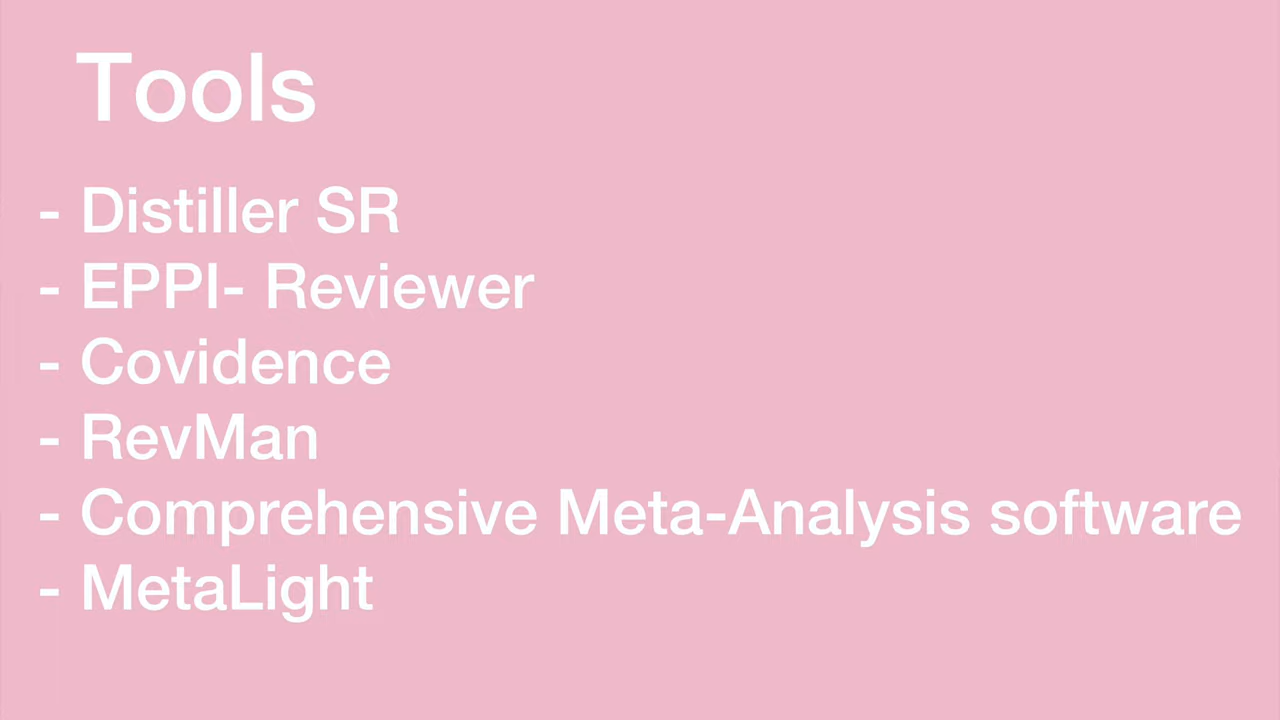 Tools
- Distiller SR
- EPPI- Reviewer
- Covidence
- RevMan
- Comprehensive Meta-Analysis software
- MetaLight